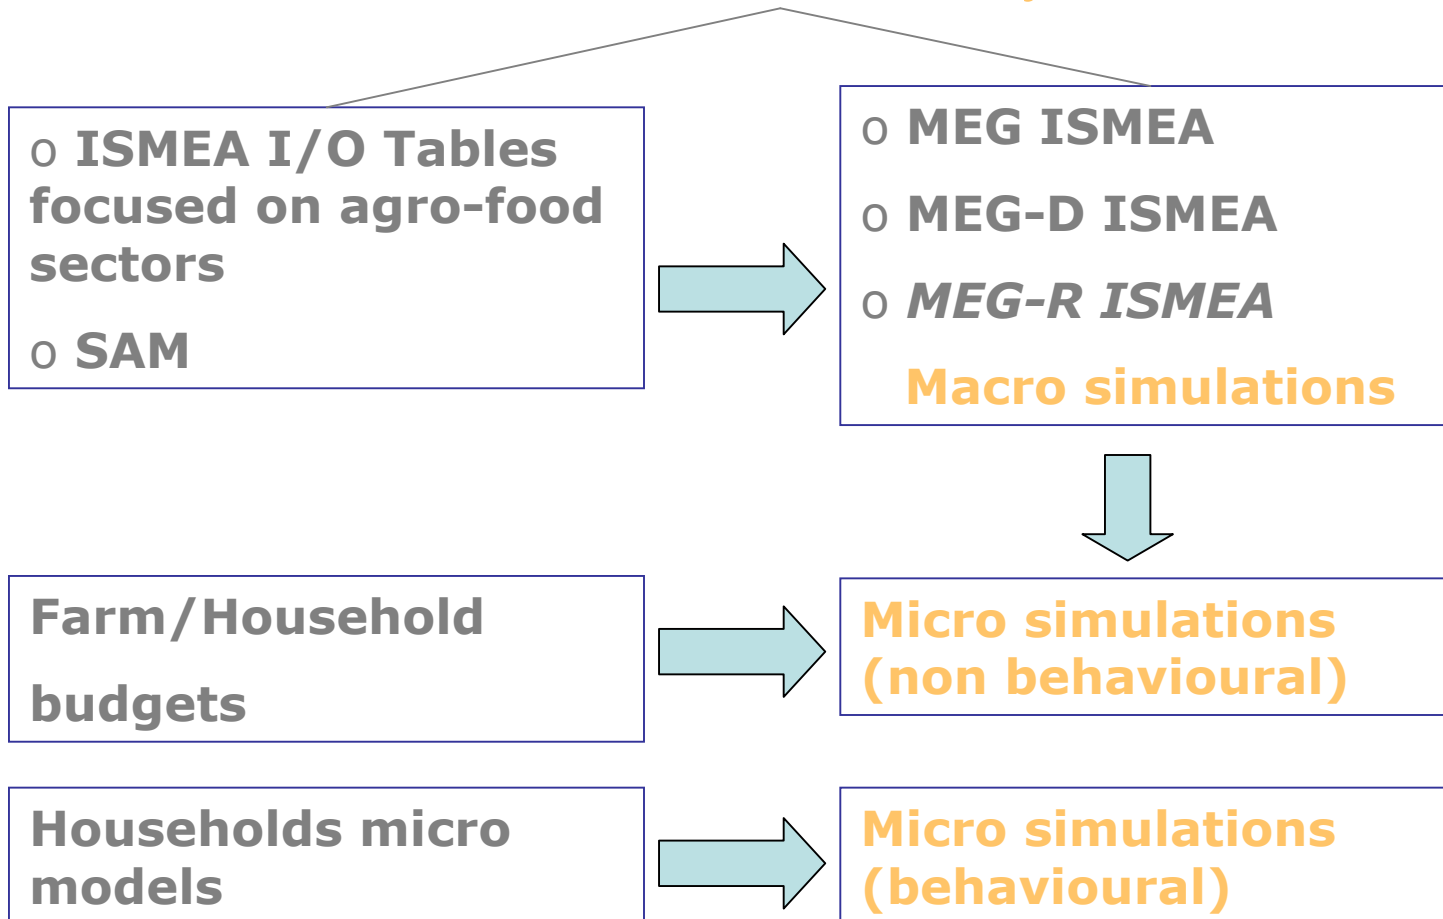 o ISMEA I/O Tables
focused on agro-food
sectors
o SAM
o MEG ISMEA
o MEG-D ISMEA
o MEG-R ISMEA
Macro simulations
Farm/Household
budgets
Micro simulations
(non behavioural)
Households micro
models
Micro simulations
(behavioural)